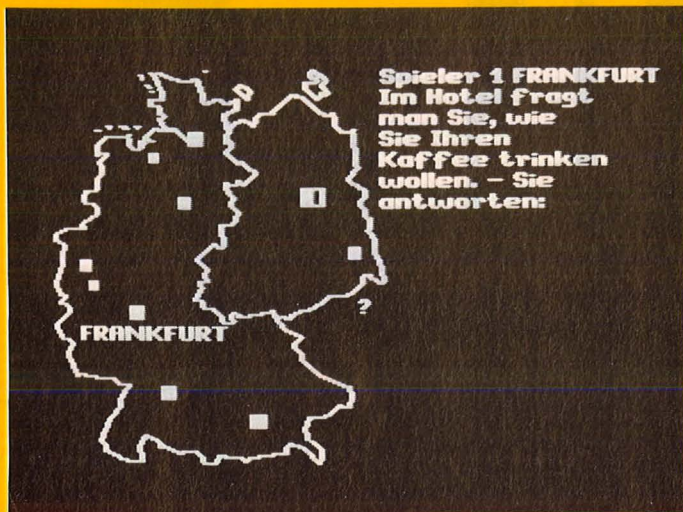 Spieler 1 FRANKFURT
Im Hotel fragt
man Sie, wie
Sie Ihren
Kaffee trinken
wollen. – Sie
antworten:
?
FRANKFURT